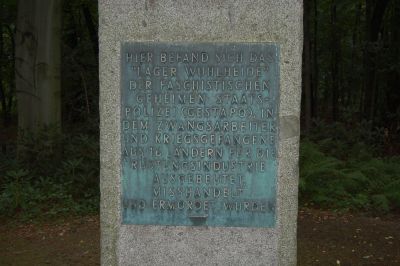 HIER BEFAND SICH DAS
"LAGER WUHLHEIDE"
DER FASCHISTISCHEN
GEHEIMEN STAATS-
POLIZEI (GESTAPO), IN
DEM ZWANGSARBEITER
UND KRIEGSGEFANGENE
LÄNDERN FÜR DIE
RÜSTUNGSINDUSTRIE
AUSGEBEUTET,
MISSHANDELT
UND ERMORDET WURDEN